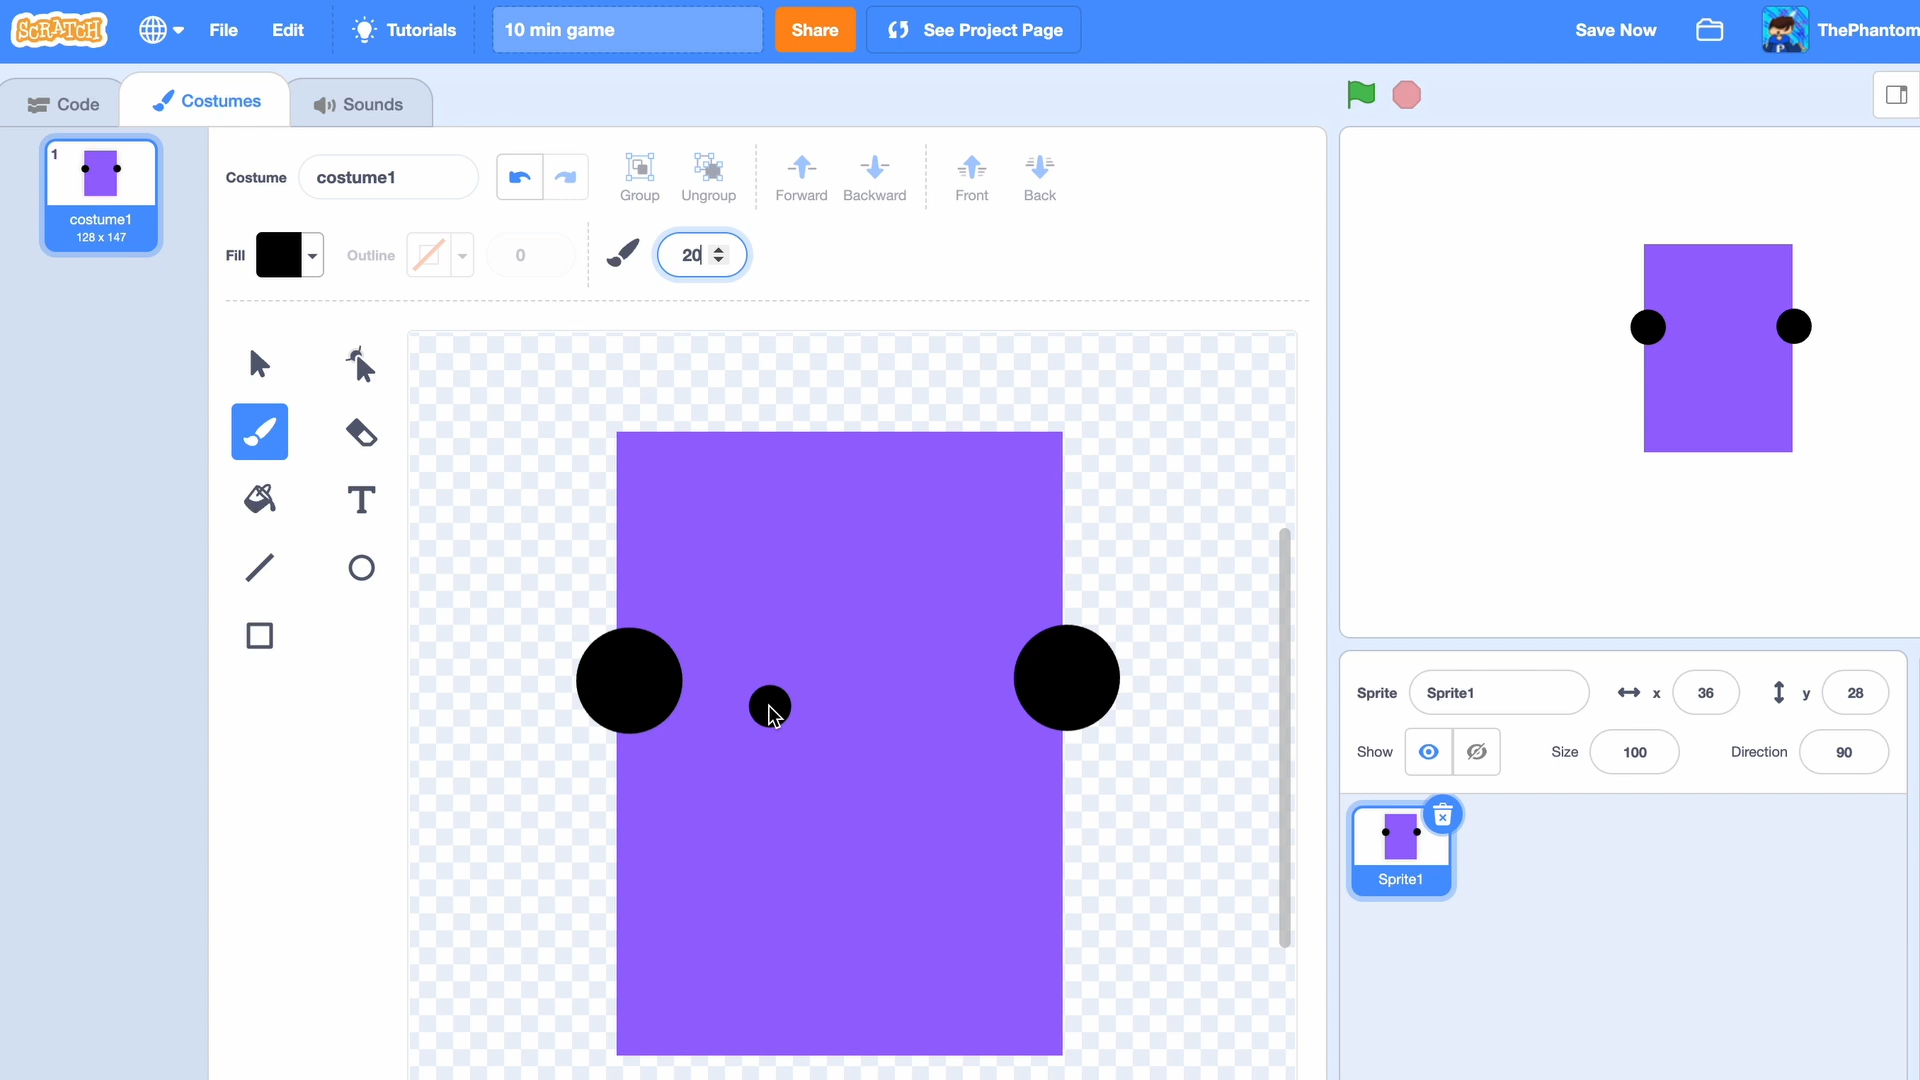 SCRATCH File Edit Tutorials 10 min game Share See Project Page Save Now ThePhantom
Code Costumes Sounds
1
costume1
128 x 147
Costume costume1 Group Ungroup Forward Backward Front Back
Fill Outline 0 20
T
Sprite Sprite1 x 36 y 28
Show Size 100 Direction 90
Sprite1